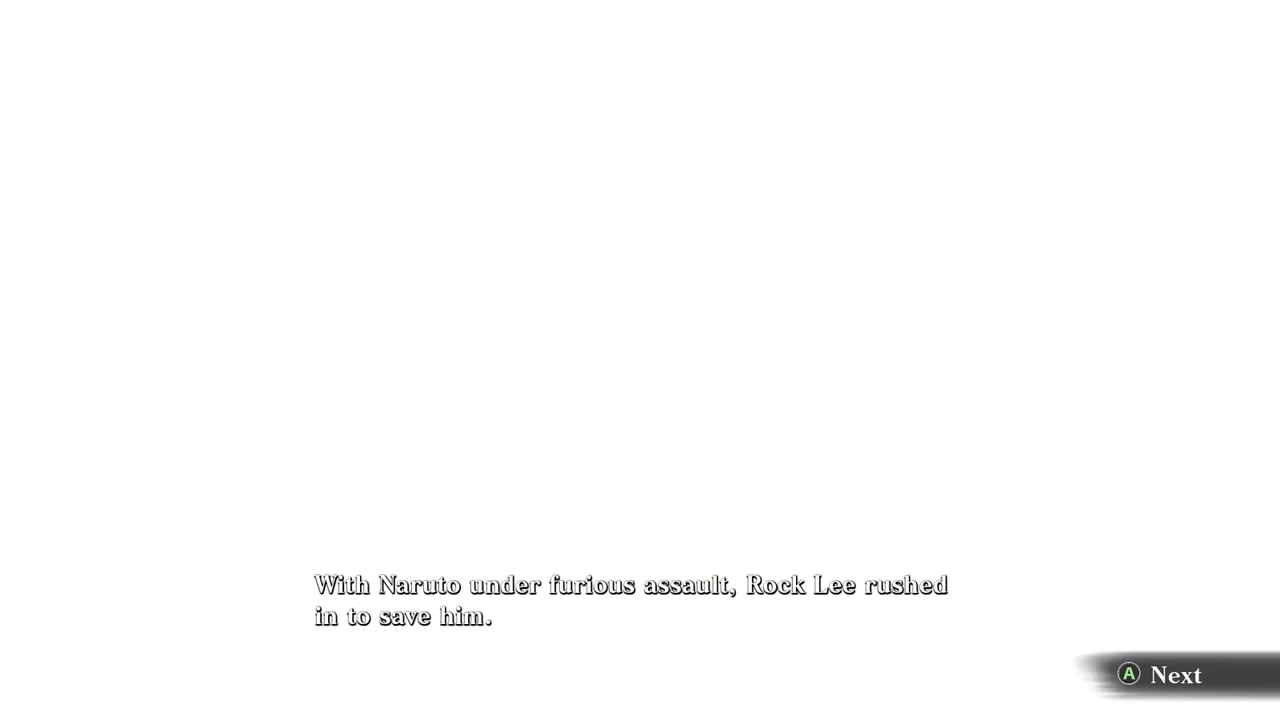 With Naruto under furious assault, Rock Lee rushed
in to save him.
A Next